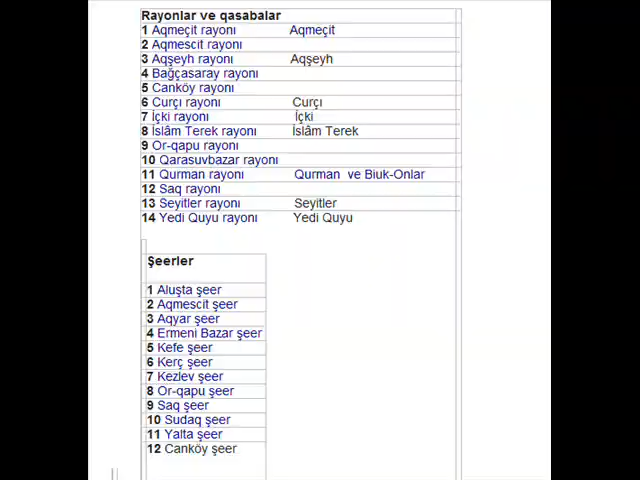 Rayonlar ve qasabalar
1 Aqmeçit rayonı Aqmeçit
2 Aqmescit rayonı
3 Aqşeyh rayonı Aqşeyh
4 Bağçasaray rayonı
5 Canköy rayonı
6 Curçı rayonı Curçı
7 İçki rayonı İçki
8 İslâm Terek rayonı İslâm Terek
9 Or-qapu rayonı
10 Qarasuvbazar rayonı
11 Qurman rayonı Qurman ve Biuk-Onlar
12 Saq rayonı
13 Seyitler rayonı Seyitler
14 Yedi Quyu rayonı Yedi Quyu
Şeerler
1 Aluşta şeer
2 Aqmescit şeer
3 Aqyar şeer
4 Ermeni Bazar şeer
5 Kefe şeer
6 Kerç şeer
7 Kezlev şeer
8 Or-qapu şeer
9 Saq şeer
10 Sudaq şeer
11 Yalta şeer
12 Canköy şeer